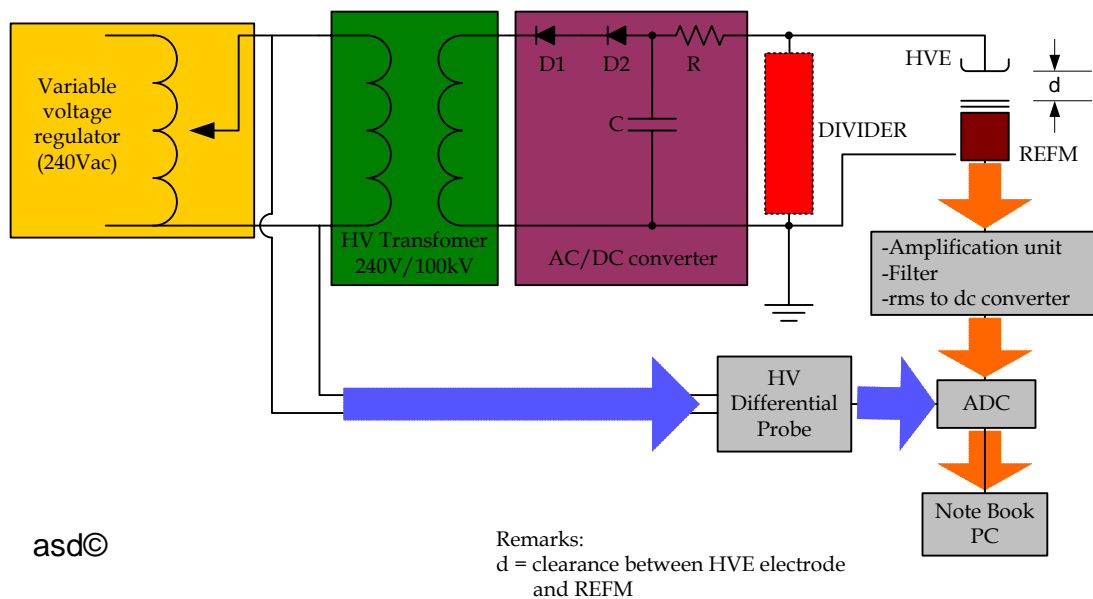 Variable
voltage
regulator
(240Vac)
HV Transfomer
240V/100kV
D1
D2
R
C
AC/DC converter
DIVIDER
HVE
d
REFM
-Amplification unit
-Filter
-rms to dc converter
HV
Differential
Probe
ADC
Note Book
PC
asd©
Remarks:
d = clearance between HVE electrode
and REFM